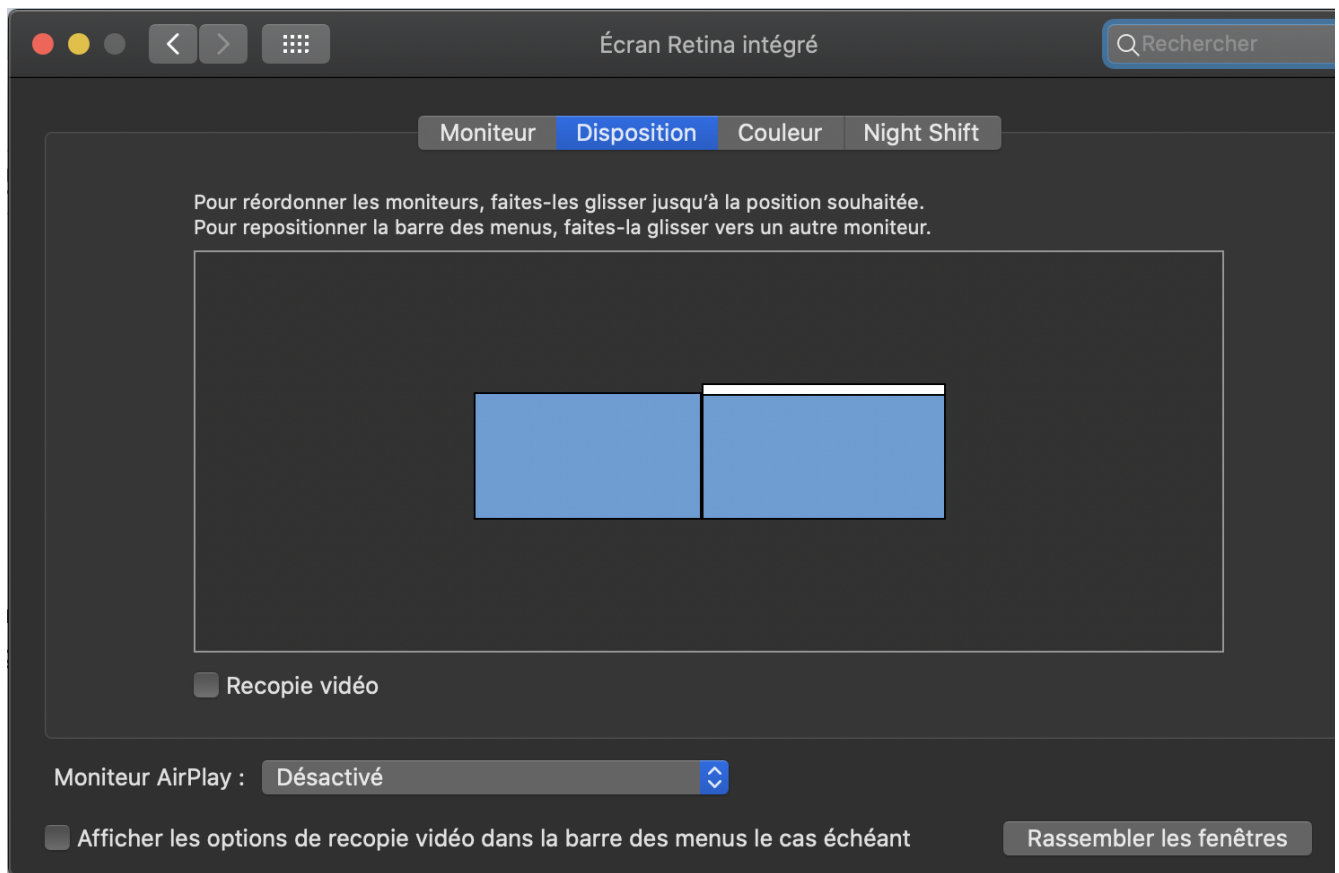 Écran Retina intégré
Rechercher
Moniteur
Disposition
Couleur
Night Shift
Pour réordonner les moniteurs, faites-les glisser jusqu’à la position souhaitée.
Pour repositionner la barre des menus, faites-la glisser vers un autre moniteur.
Recopie vidéo
Moniteur AirPlay :
Désactivé
Afficher les options de recopie vidéo dans la barre des menus le cas échéant
Rassembler les fenêtres